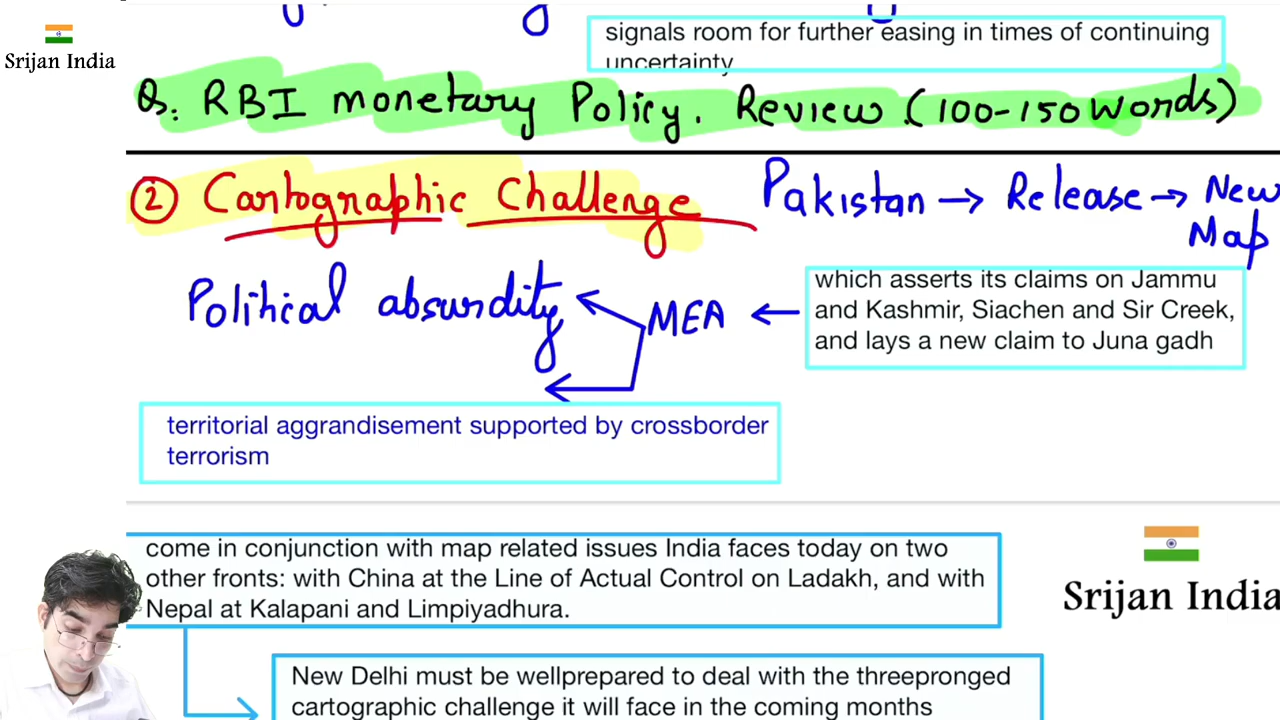 signals room for further easing in times of continuing
uncertainty
Srijan India
Q. RBI monetary Policy. Review (100-150 words)
② Cartographic Challenge
Pakistan → Release → New
Map
Political absurdity
MEA
which asserts its claims on Jammu
and Kashmir, Siachen and Sir Creek,
and lays a new claim to Juna gadh
territorial aggrandisement supported by crossborder
terrorism
come in conjunction with map related issues India faces today on two
other fronts: with China at the Line of Actual Control on Ladakh, and with
Nepal at Kalapani and Limpiyadhura.
Srijan India
New Delhi must be wellprepared to deal with the threepronged
cartographic challenge it will face in the coming months